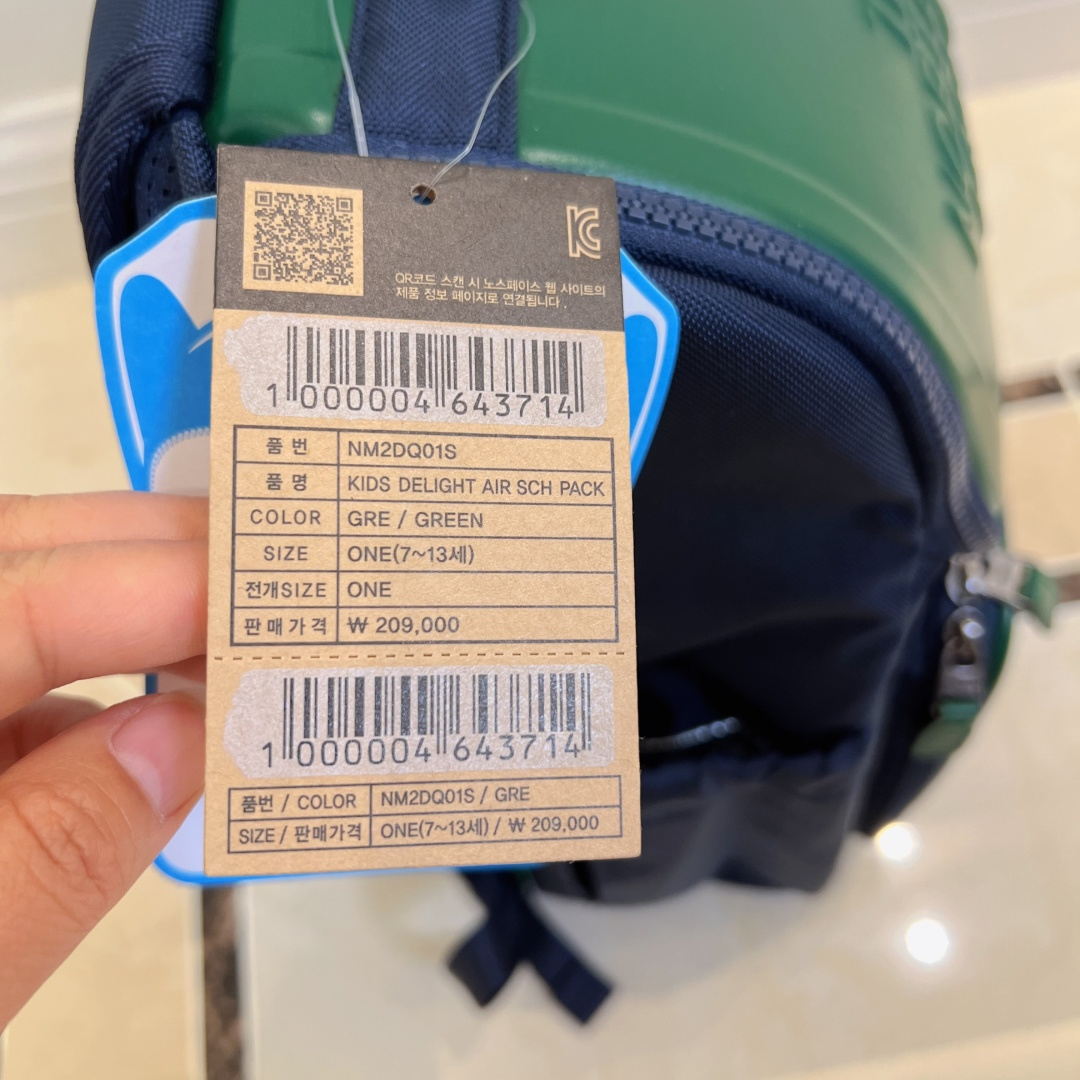 QR코드 스캔 시 노스페이스 웹 사이트의
제품 정보 페이지로 연결됩니다.
1 000004 643714
품 번 NM2DQ01S
품 명 KIDS DELIGHT AIR SCH PACK
COLOR GRE / GREEN
SIZE ONE(7~13세)
전개SIZE ONE
판매가격 ₩ 209,000
1 000004 643714
품번 / COLOR NM2DQ01S / GRE
SIZE / 판매가격 ONE(7~13세) / ₩ 209,000